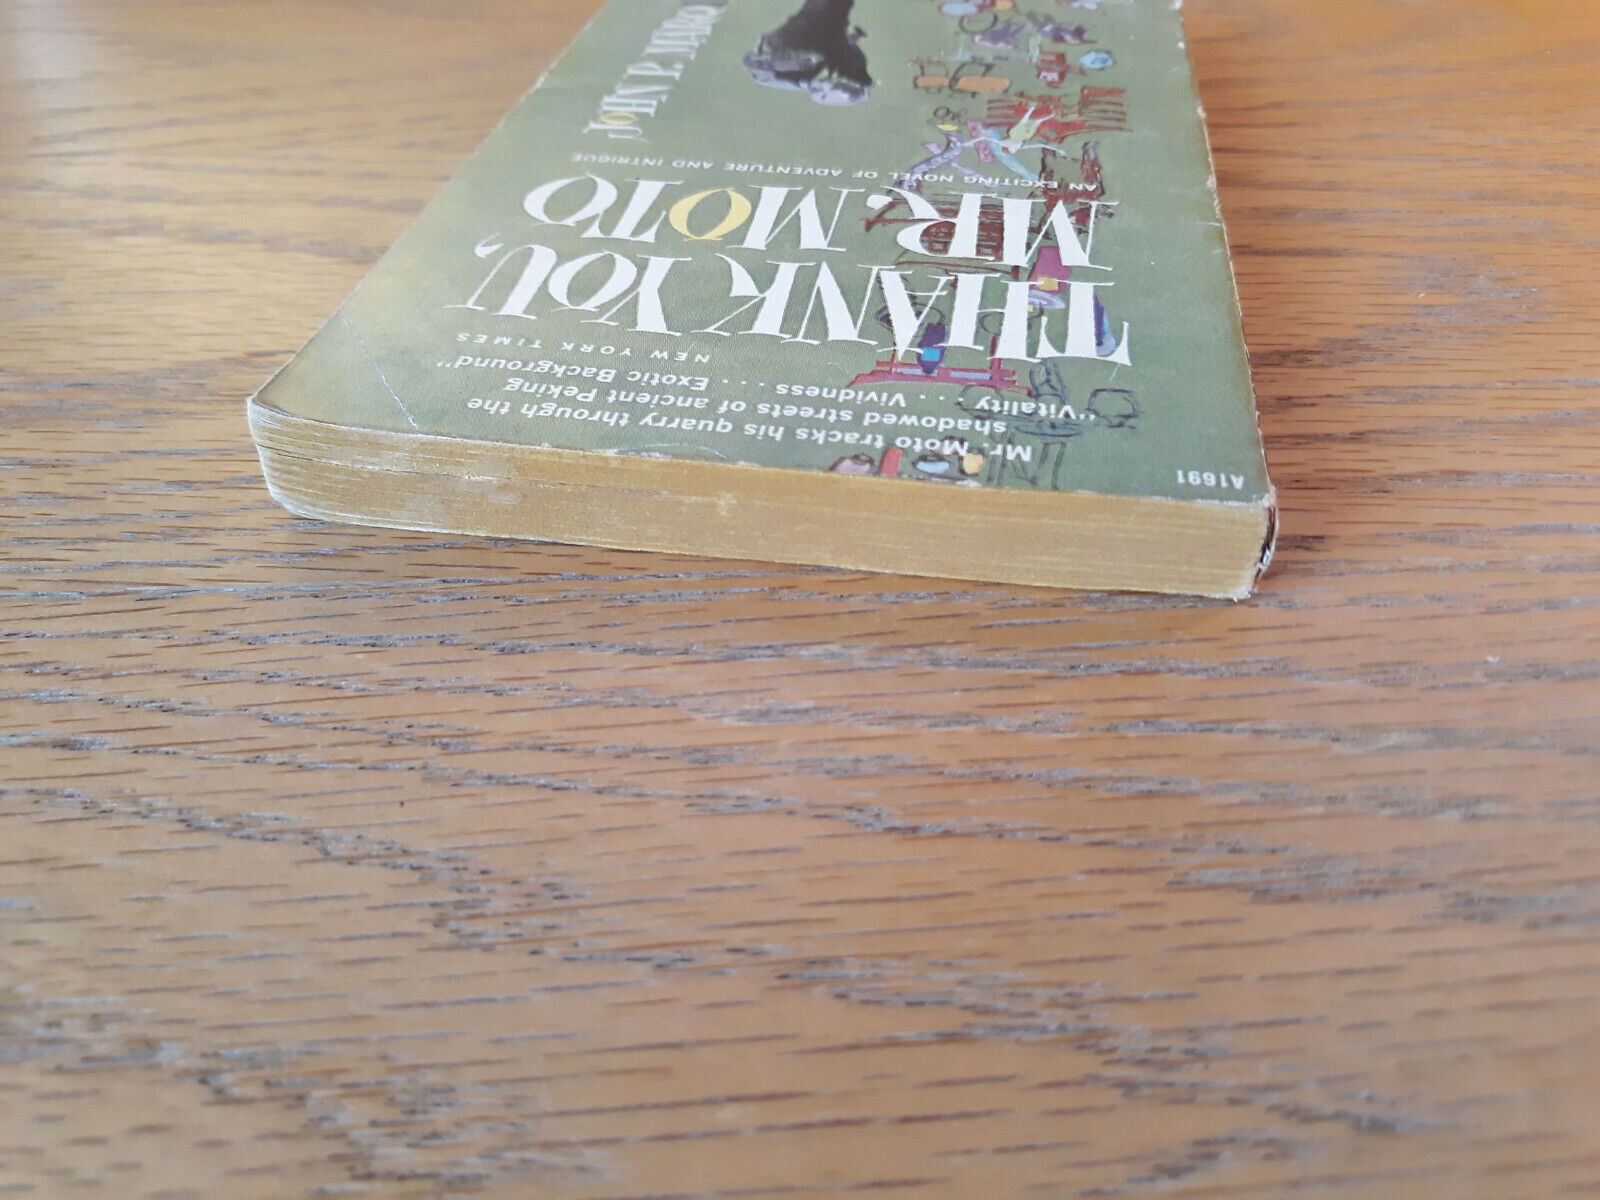 A1691
Mr. Moto tracks his quarry through the
shadowed streets of ancient Peking
"Vitality . . . Vividness . . . Exotic Background"
NEW YORK TIMES
THANK YOU,
MR. MOTO
AN EXCITING NOVEL OF ADVENTURE AND INTRIGUE
JOHN P.